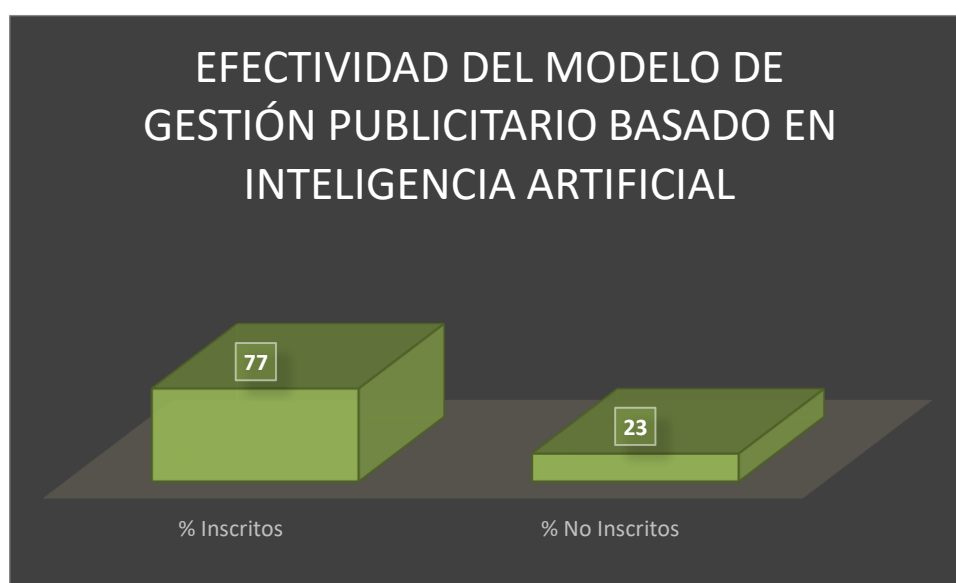 EFECTIVIDAD DEL MODELO DE
GESTIÓN PUBLICITARIO BASADO EN
INTELIGENCIA ARTIFICIAL
77
23
% Inscritos
% No Inscritos